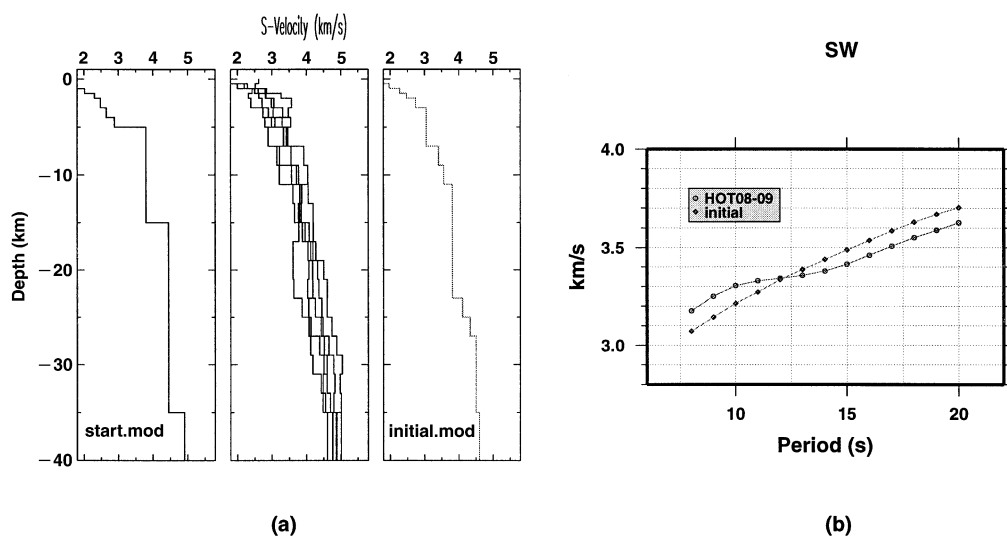 S-Velocity (km/s)
2 3 4 5 2 3 4 5 2 3 4 5
0
−10
−20
−30
−40
Depth (km)
start.mod
initial.mod
(a)
SW
4.0
3.5
3.0
km/s
HOT08-09
initial
10 15 20
Period (s)
(b)